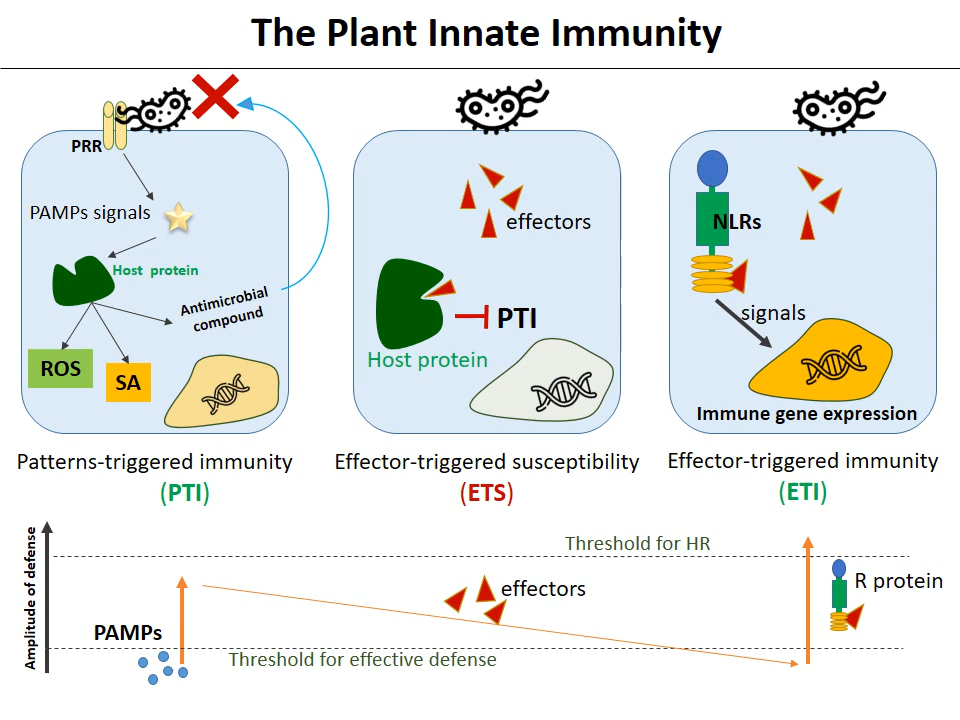 The Plant Innate Immunity
PRR
PAMPs signals
Host protein
Antimicrobial
compound
ROS
SA
effectors
PTI
Host protein
NLRs
signals
Immune gene expression
Patterns-triggered immunity
(PTI)
Effector-triggered susceptibility
(ETS)
Effector-triggered immunity
(ETI)
Amplitude of defense
Threshold for HR
effectors
R protein
PAMPs
Threshold for effective defense